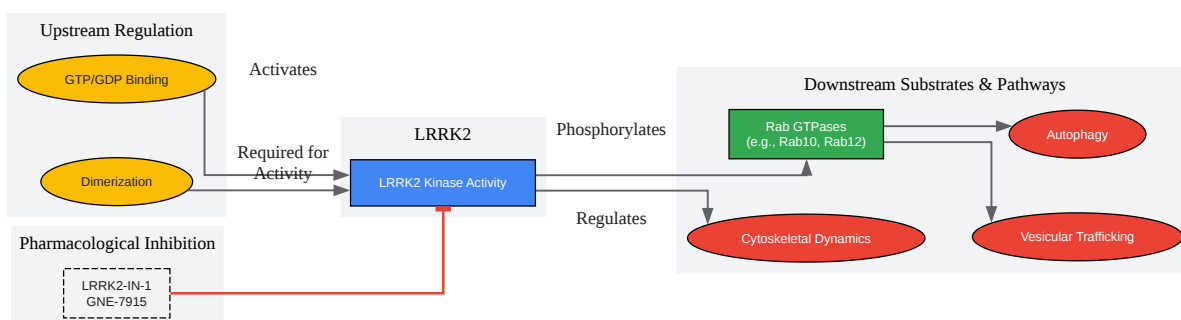 Upstream Regulation
GTP/GDP Binding
Activates
Dimerization
Required for
Activity
LRRK2
LRRK2 Kinase Activity
Pharmacological Inhibition
LRRK2-IN-1
GNE-7915
Phosphorylates
Regulates
Downstream Substrates & Pathways
Rab GTPases
(e.g., Rab10, Rab12)
Autophagy
Cytoskeletal Dynamics
Vesicular Trafficking